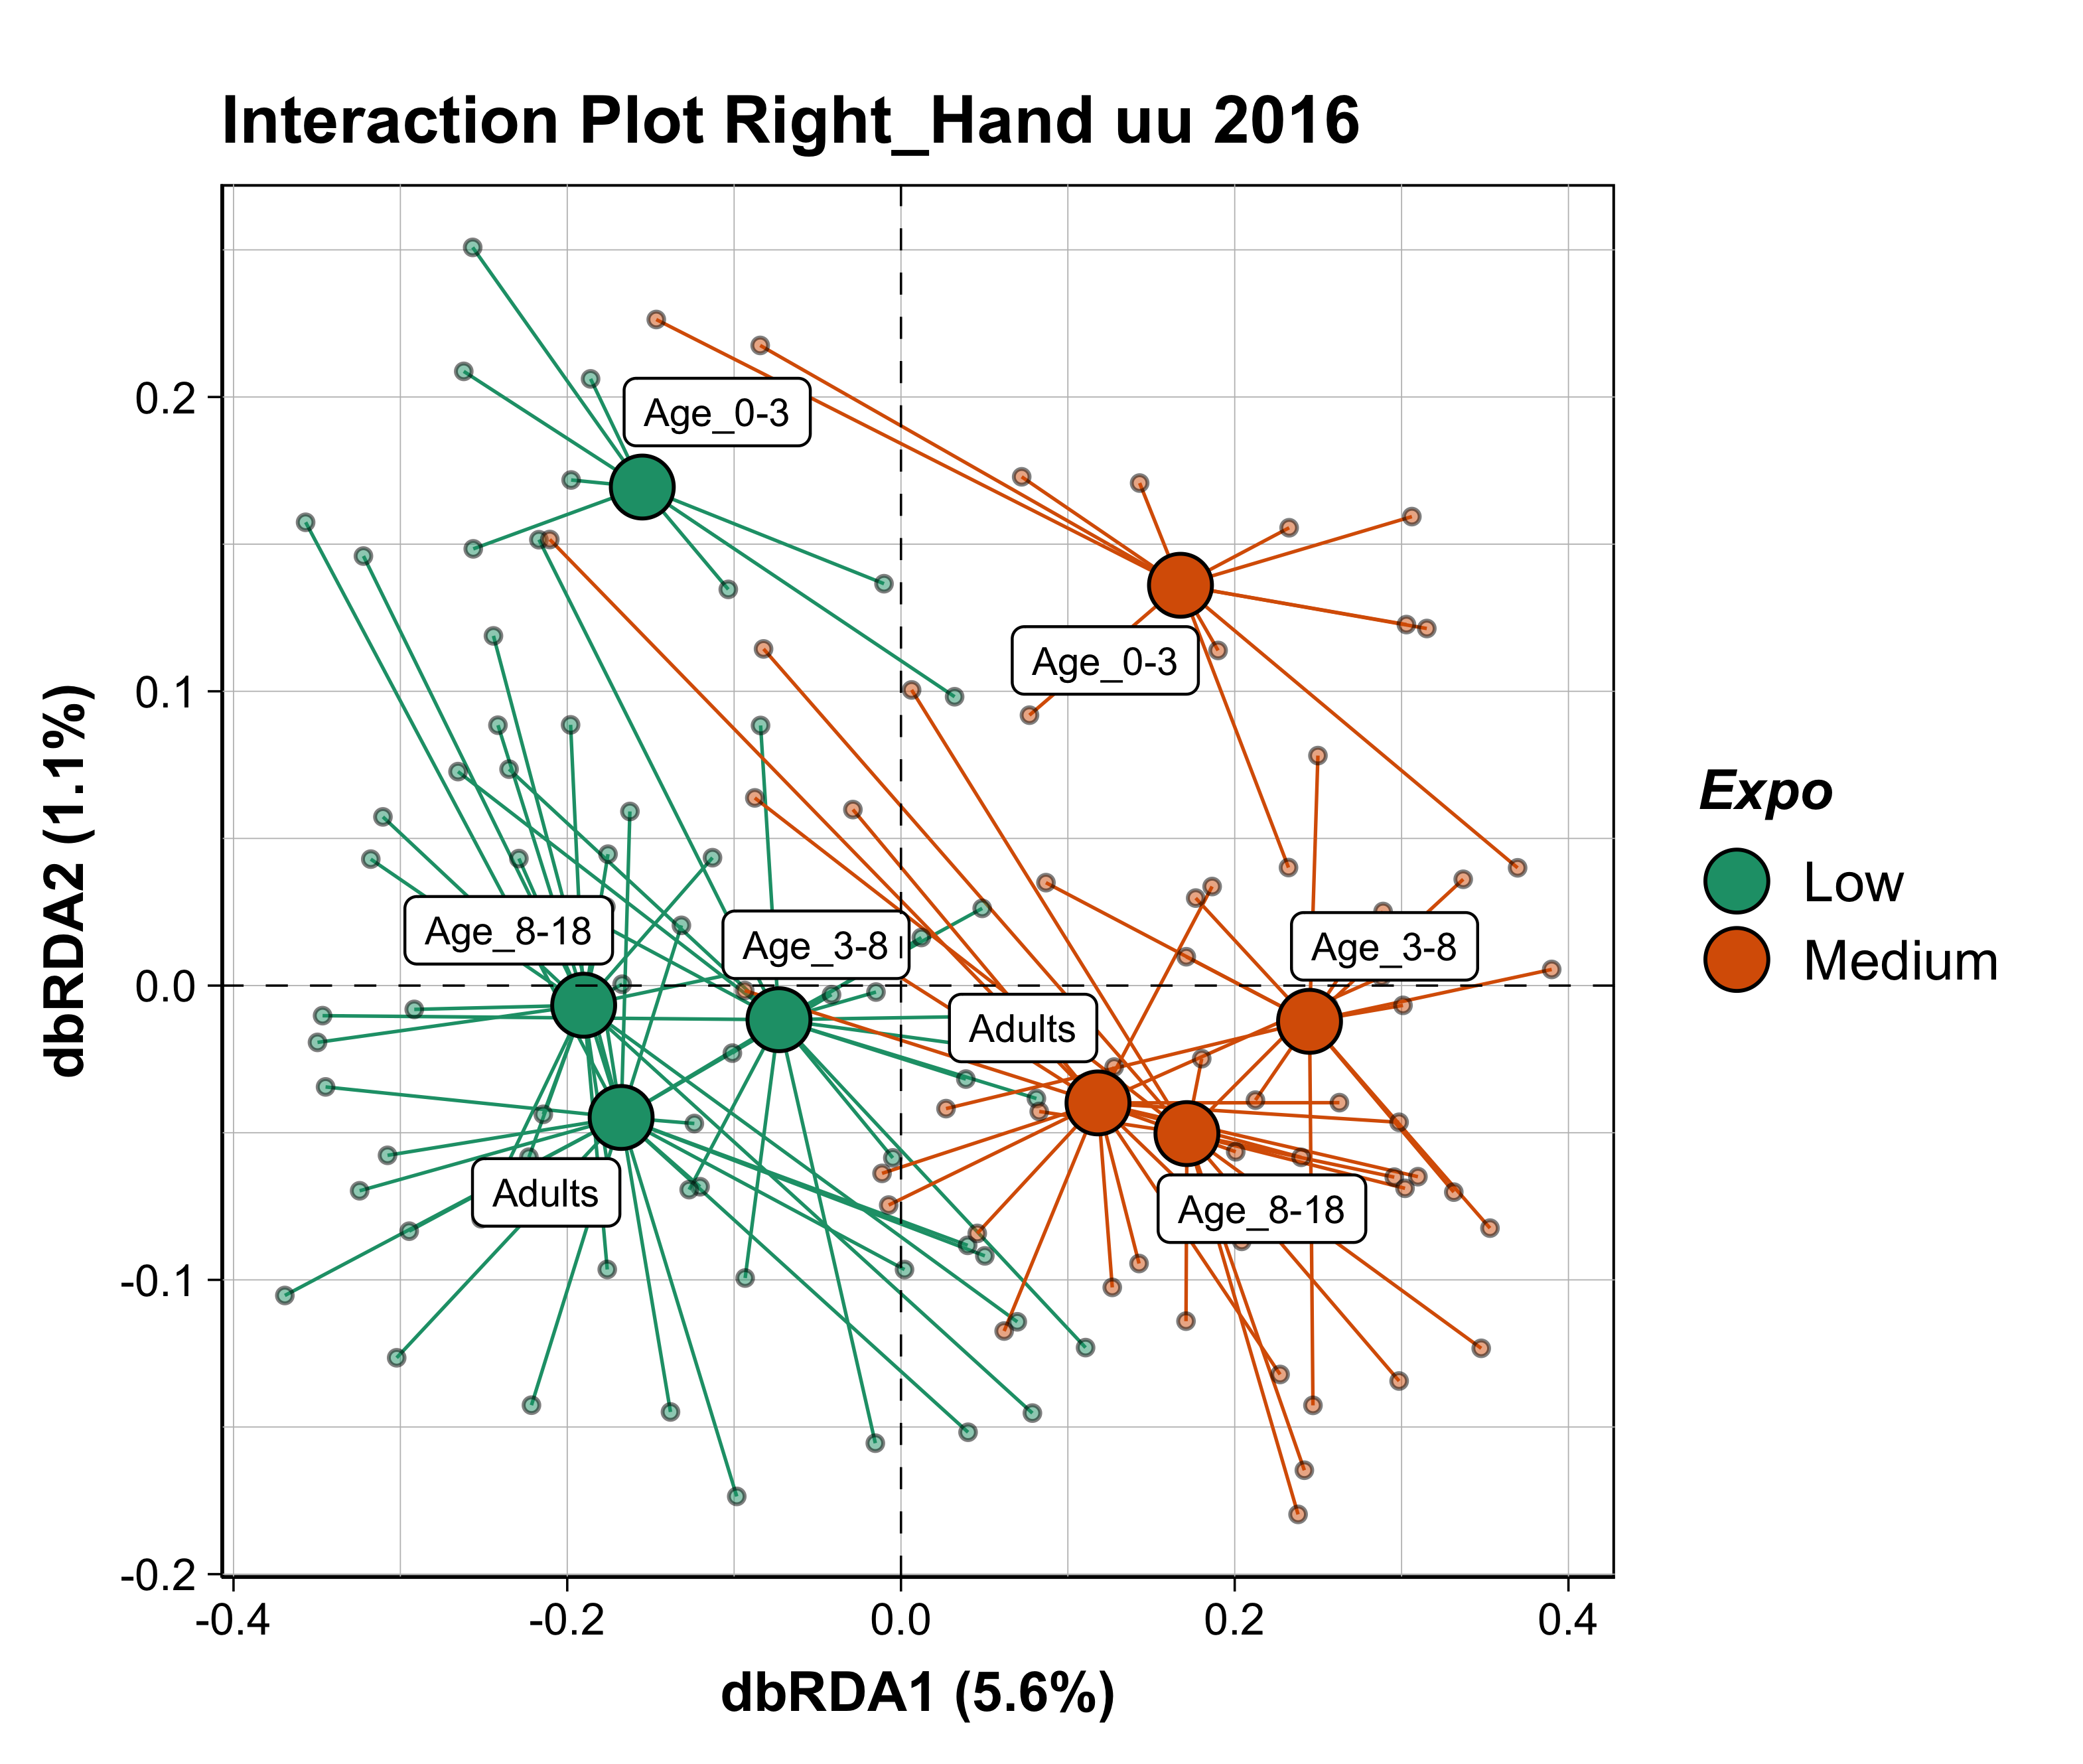 Interaction Plot Right_Hand uu 2016
Age_0-3
Age_0-3
Age_8-18
Age_3-8
Age_3-8
Adults
Adults
Age_8-18
0.2
0.1
0.0
-0.1
-0.2
-0.4
-0.2
0.0
0.2
0.4
dbRDA1 (5.6%)
dbRDA2 (1.1%)
Expo
Low
Medium